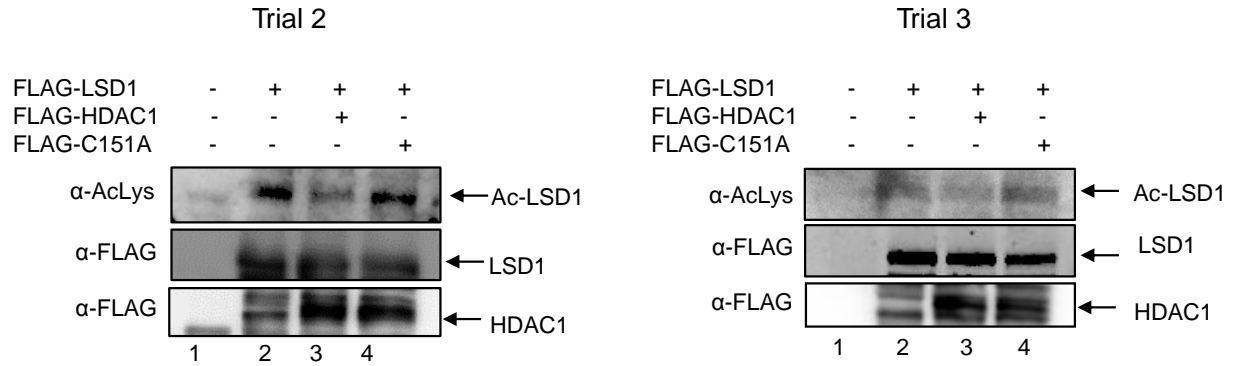 Trial 2
FLAG-LSD1 - + + +
FLAG-HDAC1 - - + -
FLAG-C151A - - - +
α-AcLys Ac-LSD1
α-FLAG LSD1
α-FLAG HDAC1
1 2 3 4
Trial 3
FLAG-LSD1 - + + +
FLAG-HDAC1 - - + -
FLAG-C151A - - - +
α-AcLys Ac-LSD1
α-FLAG LSD1
α-FLAG HDAC1
1 2 3 4